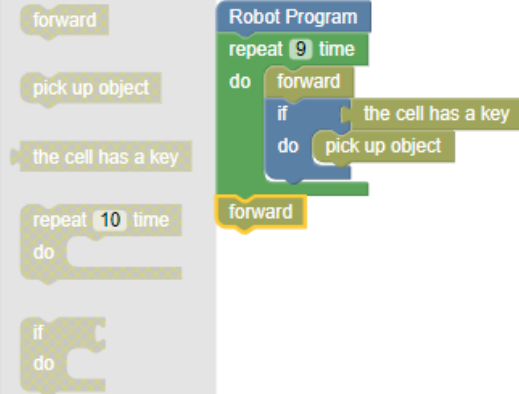 forward
pick up object
the cell has a key
repeat 10 time
do
if
do
Robot Program
repeat 9 time
do forward
if the cell has a key
do pick up object
forward